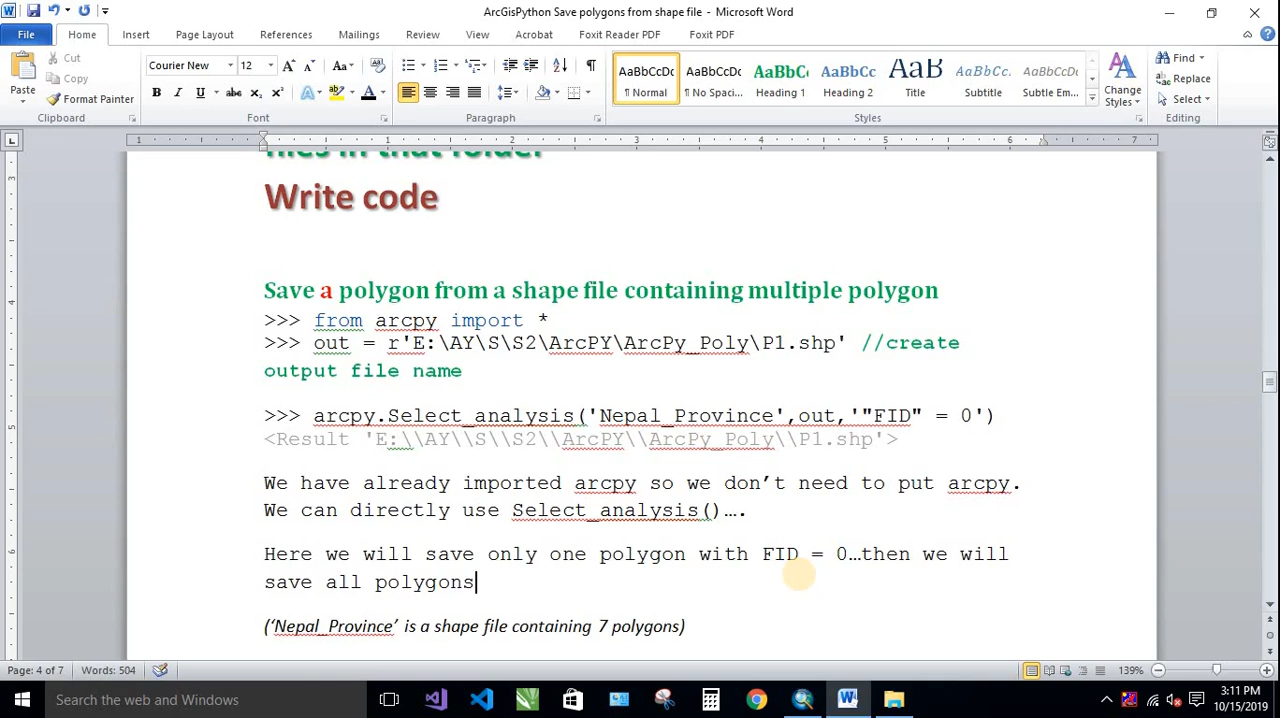 ArcGisPython Save polygons from shape file - Microsoft Word
File Home Insert Page Layout References Mailings Review View Acrobat Foxit Reader PDF Foxit PDF
Cut
Copy
Format Painter
Paste
Clipboard
Courier New 12
Font
Paragraph
AaBbCcDc AaBbCcDc AaBbC AaBbCc AaB AaBbCcL AaBbCcDc
¶ Normal ¶ No Spaci... Heading 1 Heading 2 Title Subtitle Subtle Em...
Styles
Change Styles
Find
Replace
Select
Editing
files in that folder
Write code
Save a polygon from a shape file containing multiple polygon
>>> from arcpy import *
>>> out = r'E:\AY\S\S2\ArcPY\ArcPy_Poly\P1.shp' //create
output file name
>>> arcpy.Select_analysis('Nepal_Province',out,'"FID" = 0')
<Result 'E:\\AY\\S\\S2\\ArcPY\\ArcPy_Poly\\P1.shp'>
We have already imported arcpy so we don’t need to put arcpy.
We can directly use Select_analysis()….
Here we will save only one polygon with FID = 0…then we will
save all polygons
(‘Nepal_Province’ is a shape file containing 7 polygons)
Page: 4 of 7 Words: 504 139%
Search the web and Windows
3:11 PM
10/15/2019